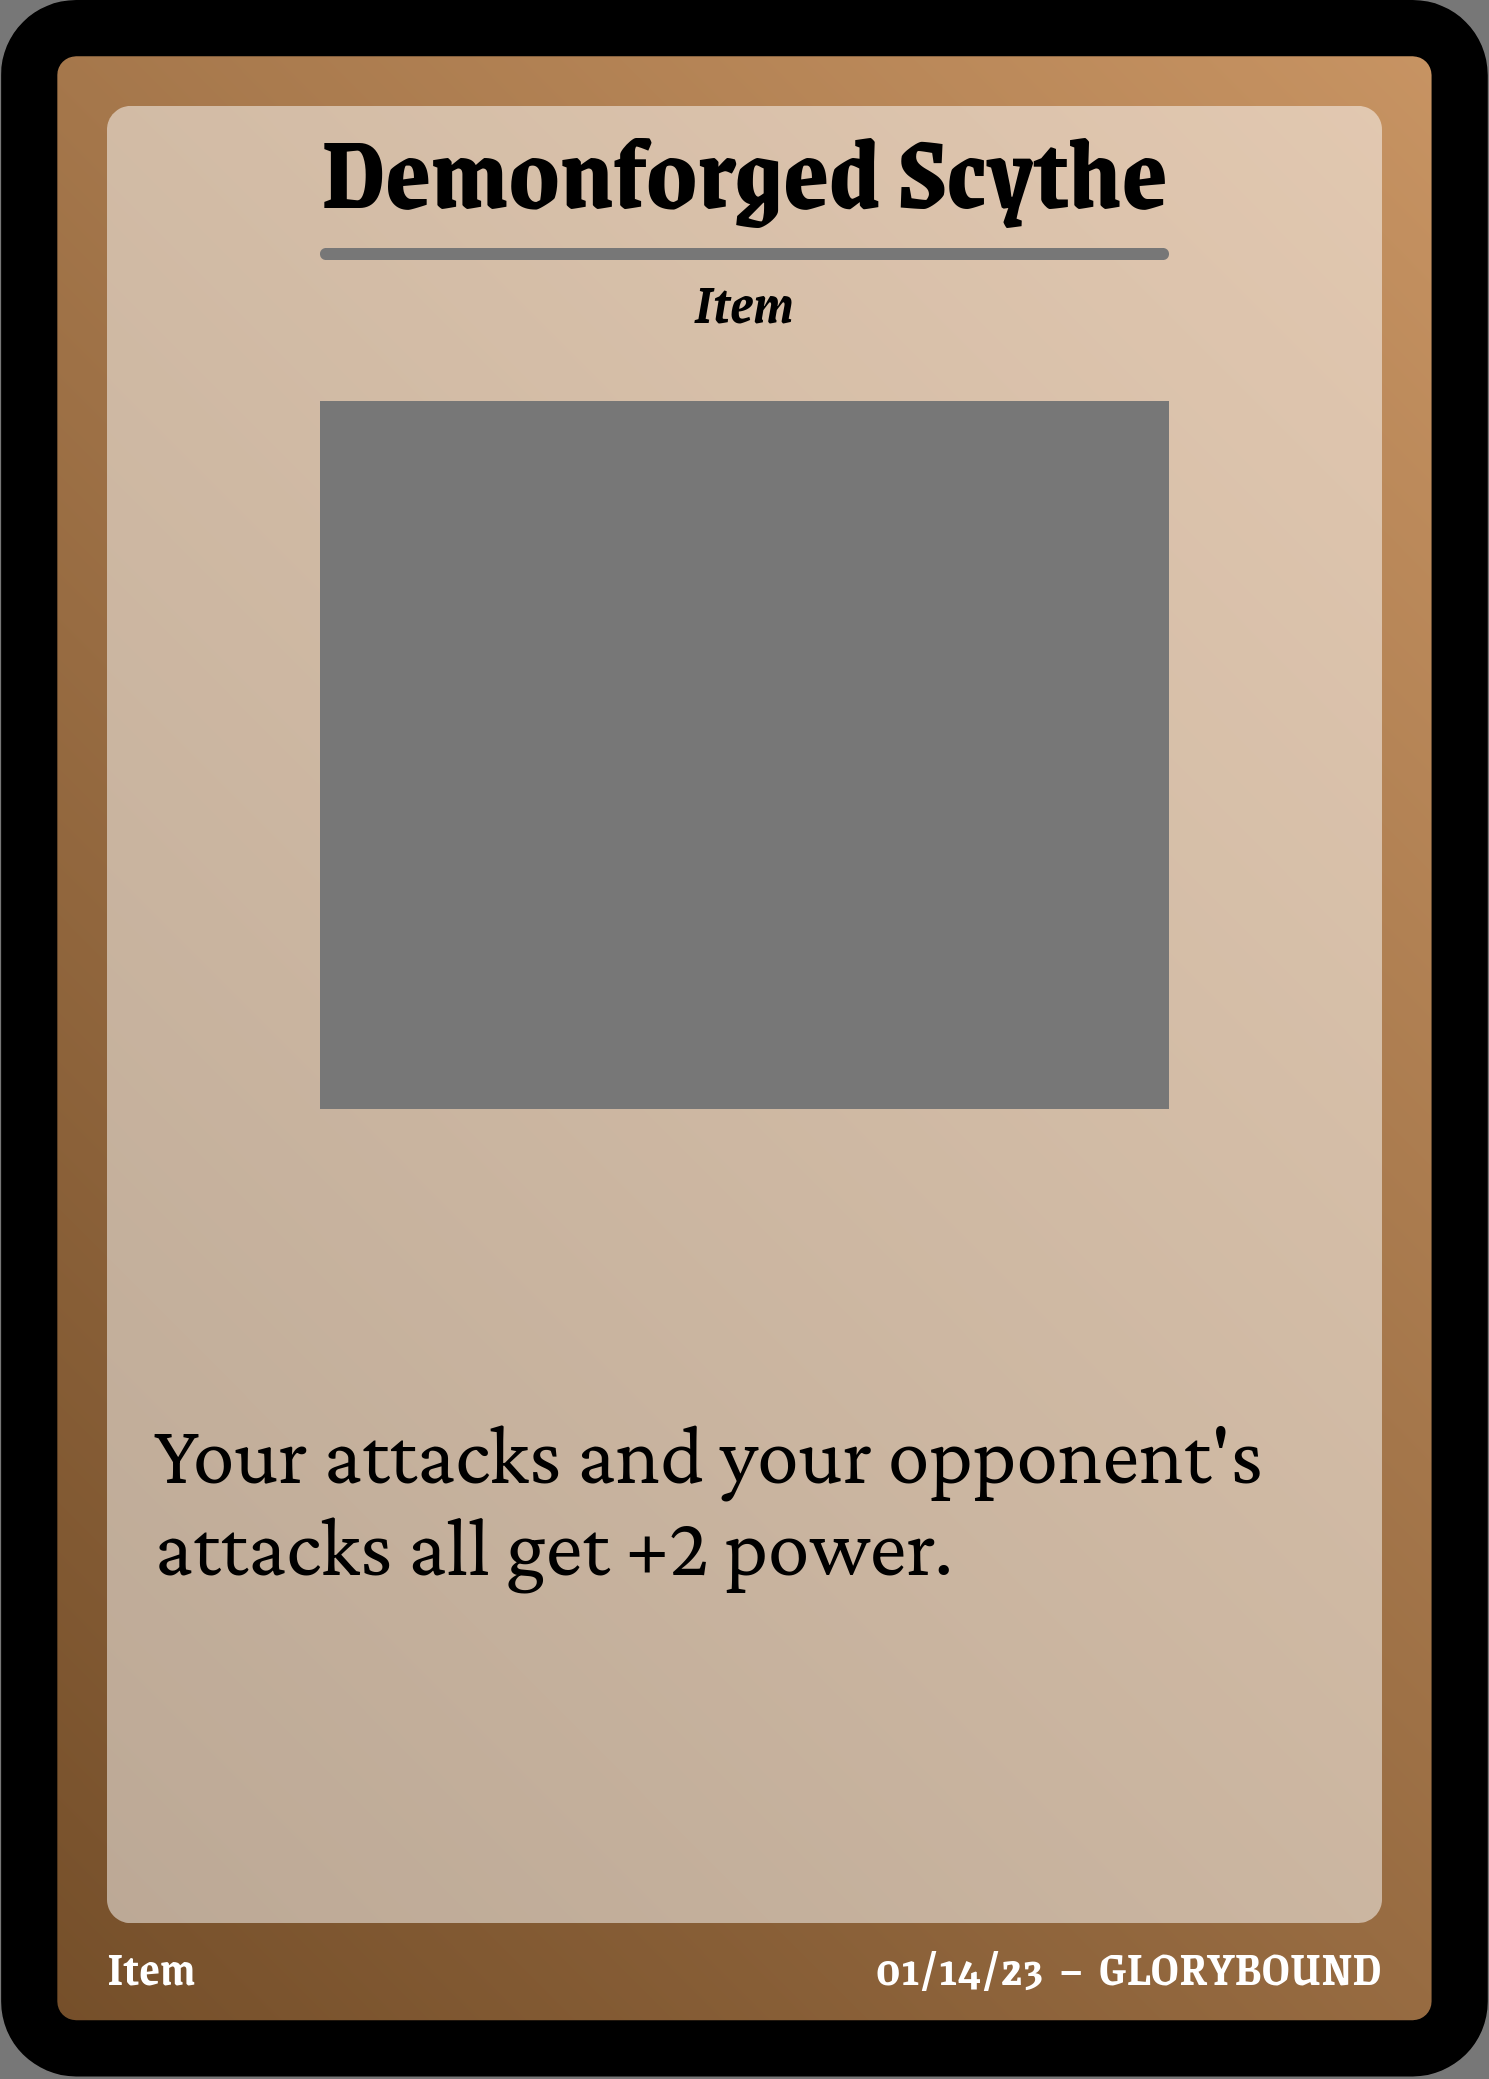 Demonforged Scythe
Item
Your attacks and your opponent's
attacks all get +2 power.
Item
01/14/23 – GLORYBOUND